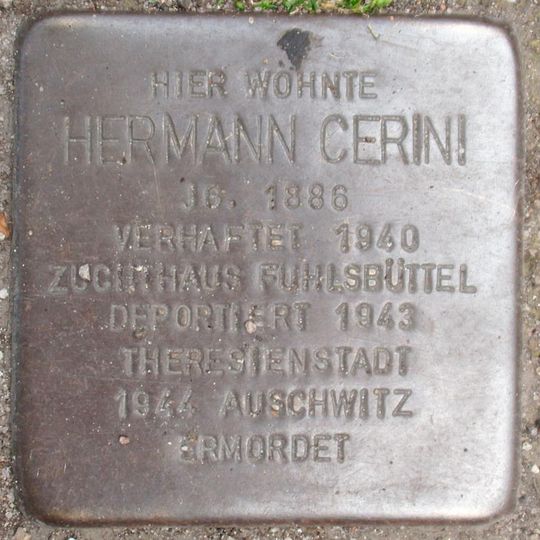 HIER WOHNTE
HERMANN CERINI
JG. 1886
VERHAFTET 1940
ZUCHTHAUS FUHLSBÜTTEL
DEPORTIERT 1943
THERESIENSTADT
1944 AUSCHWITZ
ERMORDET